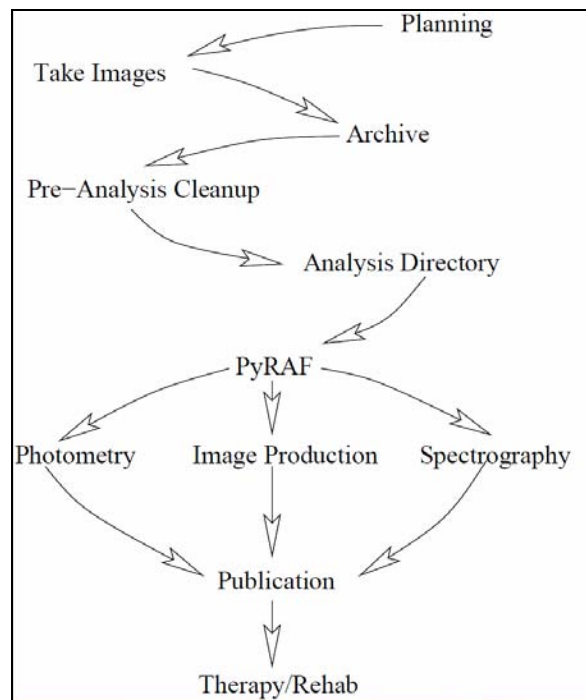 Planning
Take Images
Archive
Pre−Analysis Cleanup
Analysis Directory
PyRAF
Photometry Image Production Spectrography
Publication
Therapy/Rehab